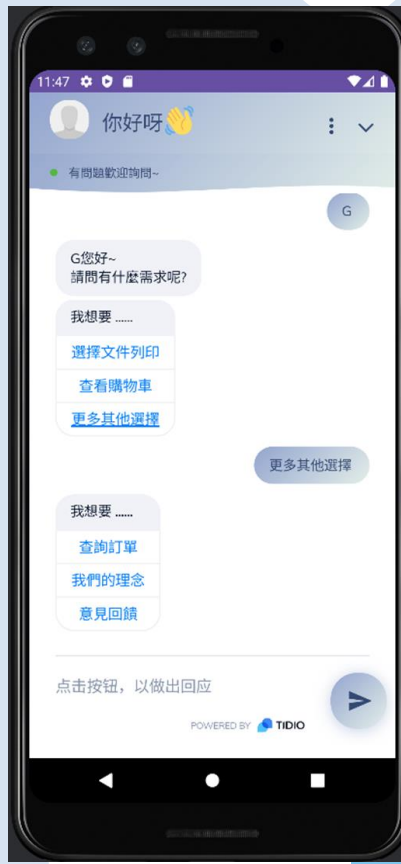 11:47
你好呀👋
有問題歡迎詢問~
G
G您好~
請問有什麼需求呢?
我想要 ......
選擇文件列印
查看購物車
更多其他選擇
更多其他選擇
我想要 ......
查詢訂單
我們的理念
意見回饋
点击按钮，以做出回应
POWERED BY TIDIO